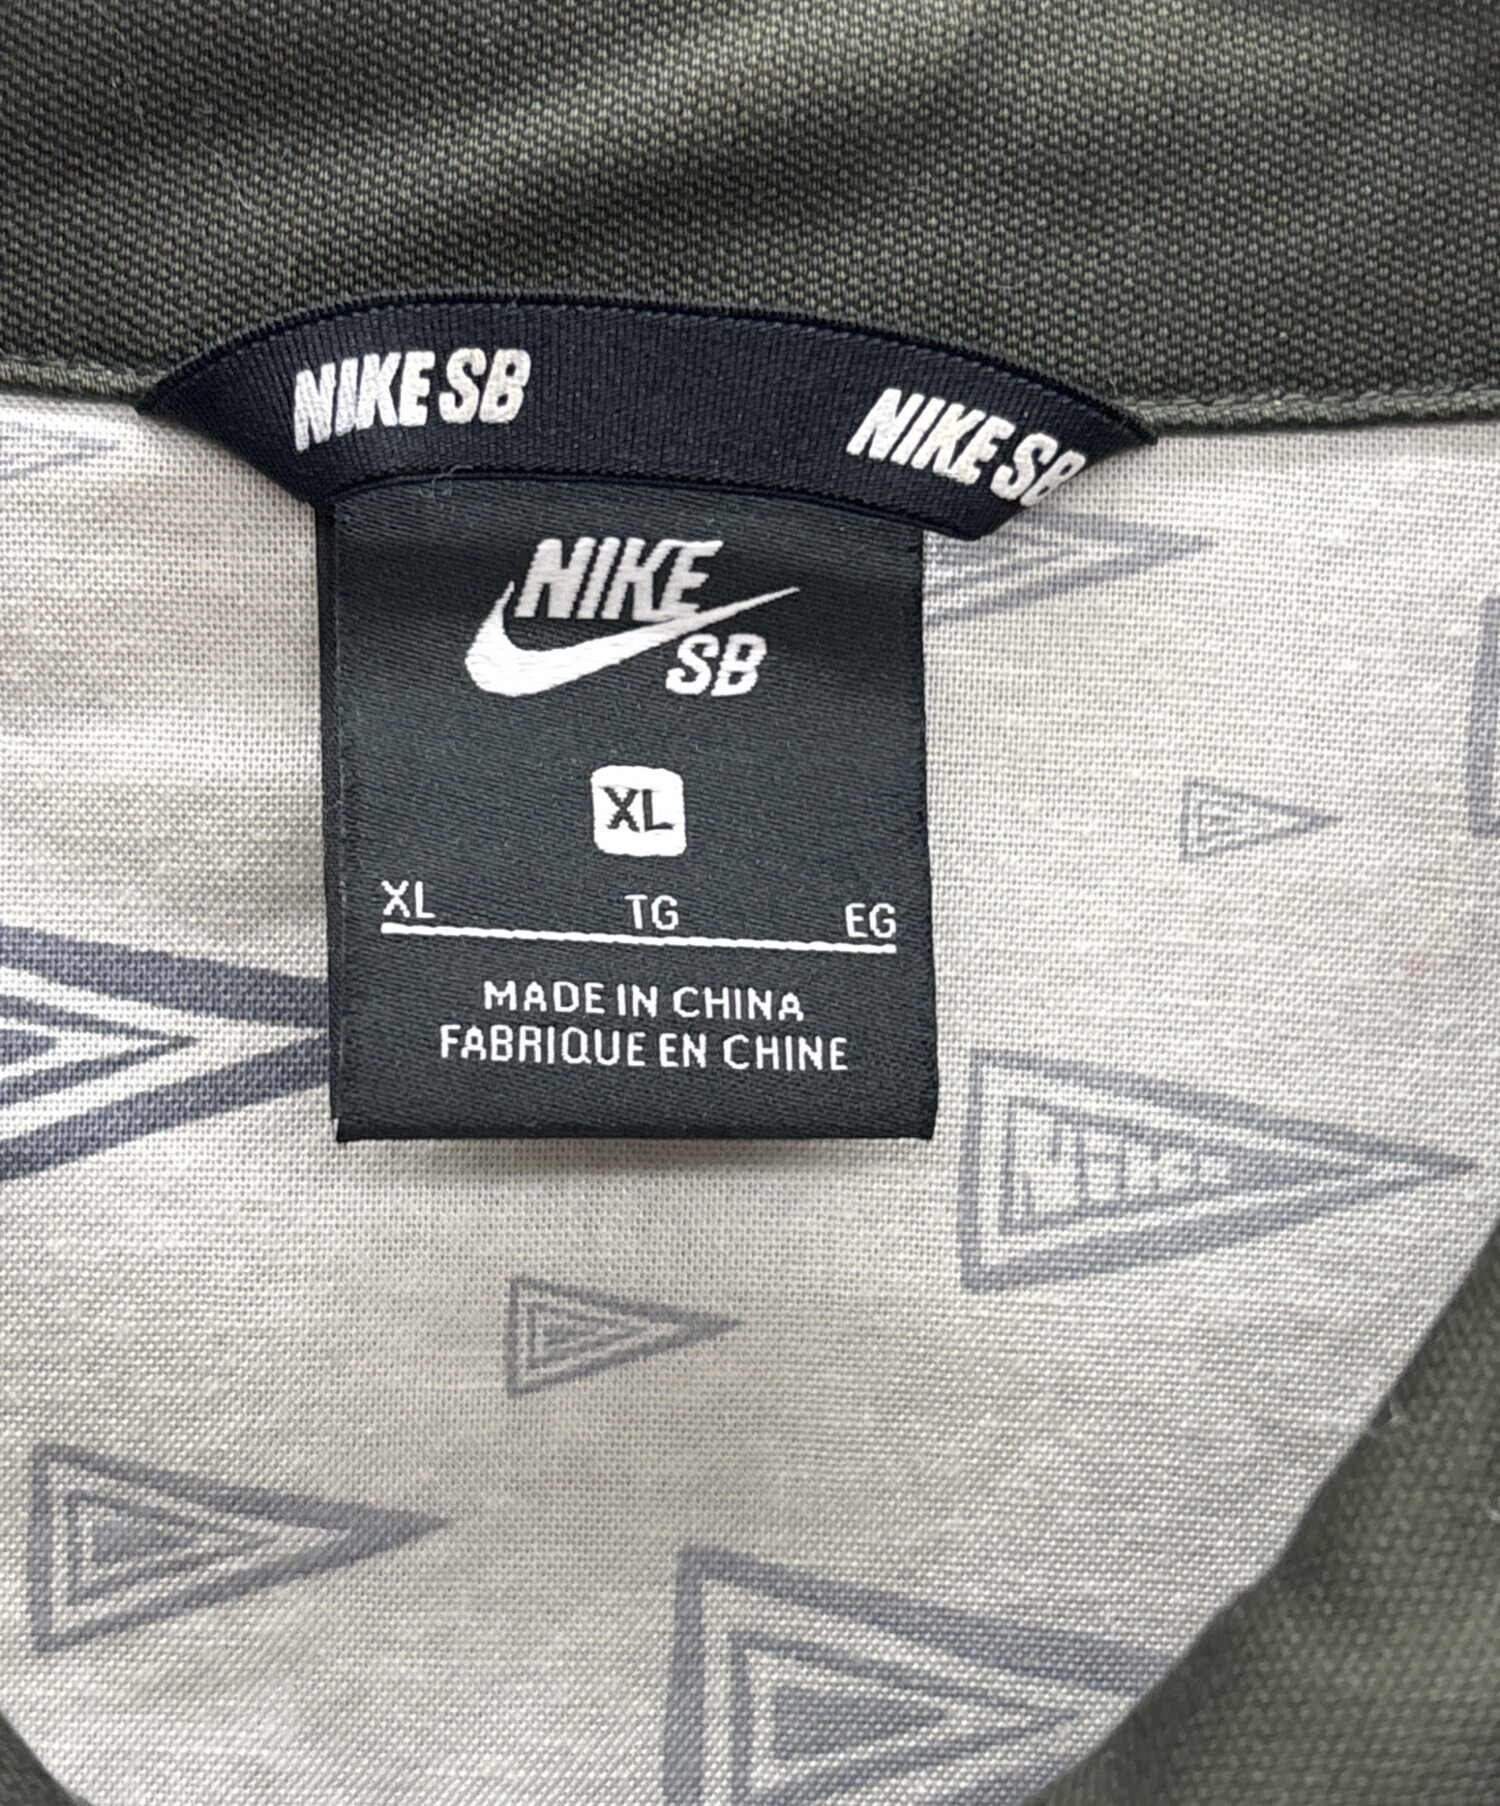 NIKE SB NIKE SB
NIKE
SB
XL
XL TG EG
MADE IN CHINA
FABRIQUE EN CHINE